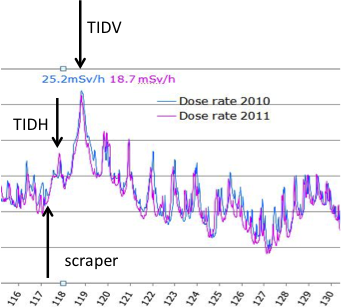 TIDV
25.2mSv/h 18.7 mSv/h
TIDH
Dose rate 2010
Dose rate 2011
scraper
116 117 118 119 120 121 122 123 124 125 126 127 128 129 130